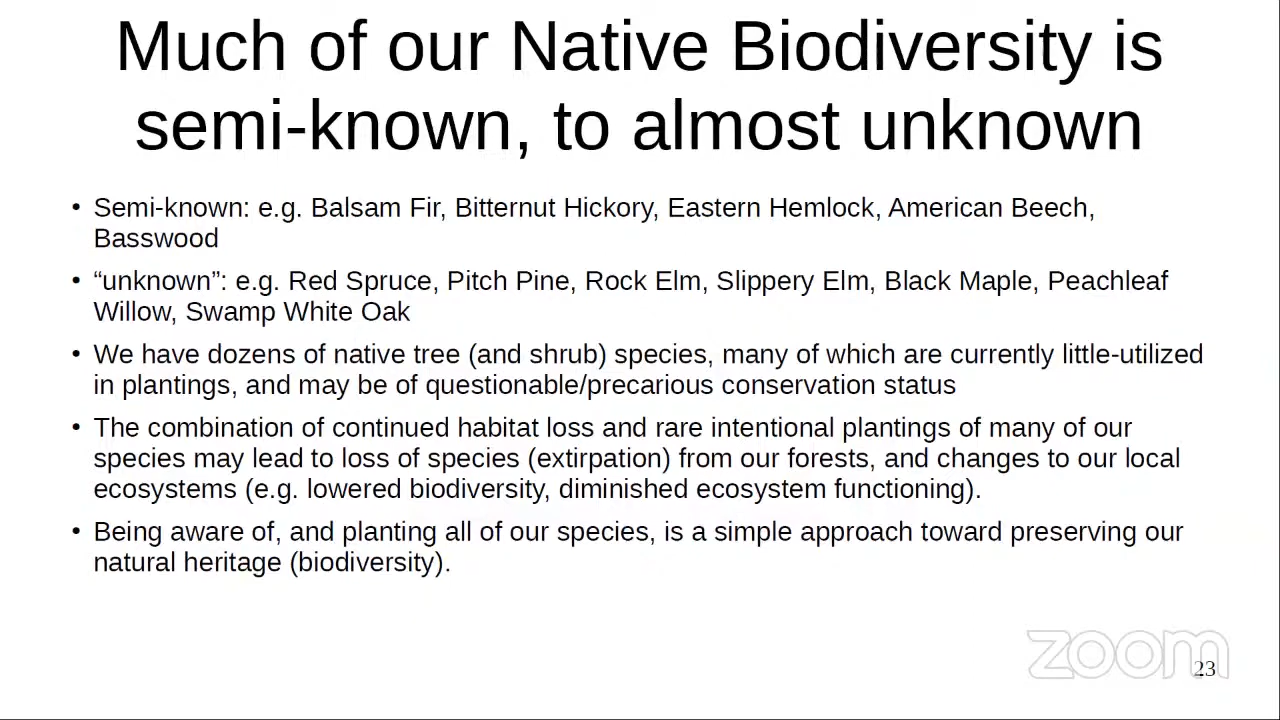 Much of our Native Biodiversity is
semi-known, to almost unknown
• Semi-known: e.g. Balsam Fir, Bitternut Hickory, Eastern Hemlock, American Beech,
Basswood
• “unknown”: e.g. Red Spruce, Pitch Pine, Rock Elm, Slippery Elm, Black Maple, Peachleaf
Willow, Swamp White Oak
• We have dozens of native tree (and shrub) species, many of which are currently little-utilized
in plantings, and may be of questionable/precarious conservation status
• The combination of continued habitat loss and rare intentional plantings of many of our
species may lead to loss of species (extirpation) from our forests, and changes to our local
ecosystems (e.g. lowered biodiversity, diminished ecosystem functioning).
• Being aware of, and planting all of our species, is a simple approach toward preserving our
natural heritage (biodiversity).
zoom
23